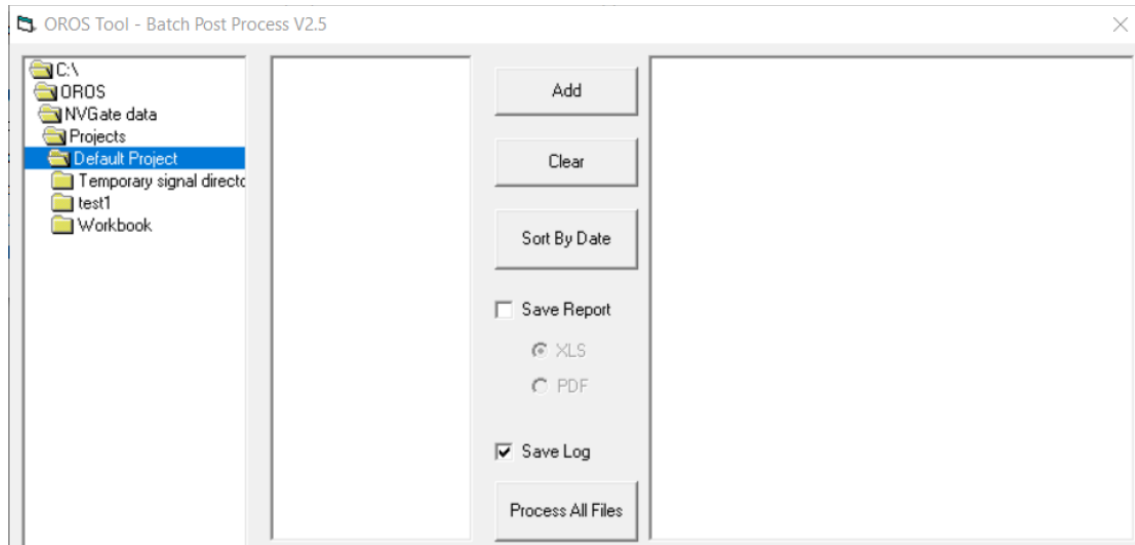 OROS Tool - Batch Post Process V2.5
C:\
OROS
NVGate data
Projects
Default Project
Temporary signal directo
test1
Workbook
Add
Clear
Sort By Date
Save Report
XLS
PDF
Save Log
Process All Files